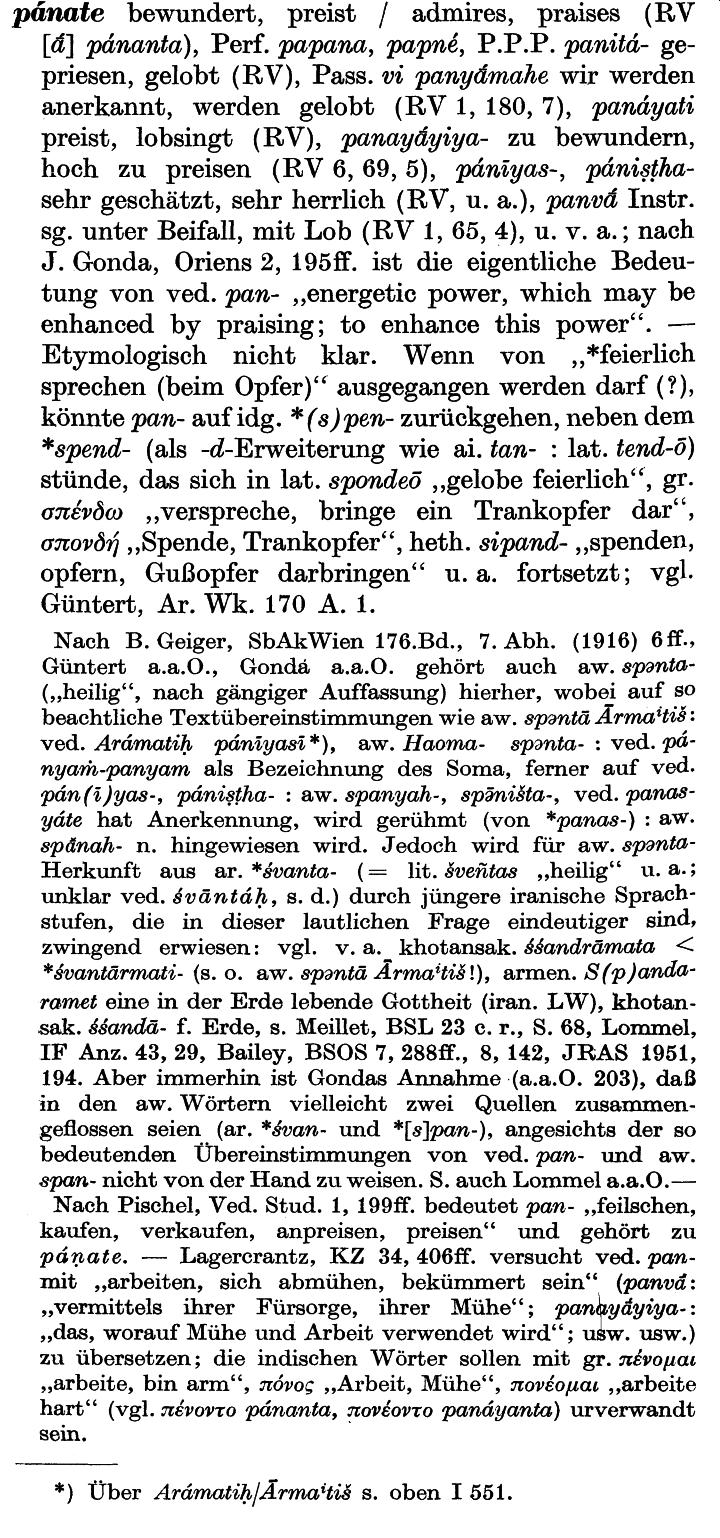 pánate bewundert, preist / admires, praises (RV
[ā́] pánanta), Perf. papana, papné, P.P.P. panitá- ge-
priesen, gelobt (RV), Pass. vi panyā́mahe wir werden
anerkannt, werden gelobt (RV 1, 180, 7), panáyati
preist, lobsingt (RV), panayā́yiya- zu bewundern,
hoch zu preisen (RV 6, 69, 5), pánīyas-, pániṣṭha-
sehr geschätzt, sehr herrlich (RV, u. a.), panvā́ Instr.
sg. unter Beifall, mit Lob (RV 1, 65, 4), u. v. a.; nach
J. Gonda, Oriens 2, 195ff. ist die eigentliche Bedeu-
tung von ved. pan- „energetic power, which may be
enhanced by praising; to enhance this power“. —
Etymologisch nicht klar. Wenn von „*feierlich
sprechen (beim Opfer)“ ausgegangen werden darf (?),
könnte pan- auf idg. *(s)pen- zurückgehen, neben dem
*spend- (als -d-Erweiterung wie ai. tan- : lat. tend-ō)
stünde, das sich in lat. spondeō „gelobe feierlich“, gr.
σπένδω „verspreche, bringe ein Trankopfer dar“,
σπονδή „Spende, Trankopfer“, heth. sipand- „spenden,
opfern, Gußopfer darbringen“ u. a. fortsetzt; vgl.
Güntert, Ar. Wk. 170 A. 1.
Nach B. Geiger, SbAkWien 176.Bd., 7. Abh. (1916) 6ff.,
Güntert a.a.O., Gonda a.a.O. gehört auch aw. spənta-
(„heilig“, nach gängiger Auffassung) hierher, wobei auf so
beachtliche Textübereinstimmungen wie aw. spəntā Ārmaⁱtiš:
ved. Arámatiḥ pánīyasī*), aw. Haoma- spənta- : ved. pá-
nyaṁ-panyam als Bezeichnung des Soma, ferner auf ved.
pán(ī)yas-, pániṣṭha- : aw. spanyah-, spə̄ništa-, ved. panas-
yáte hat Anerkennung, wird gerühmt (von *panas-) : aw.
spānah- n. hingewiesen wird. Jedoch wird für aw. spənta-
Herkunft aus ar. *śvanta- (= lit. šveñtas „heilig“ u. a.;
unklar ved. śvāntáḥ, s. d.) durch jüngere iranische Sprach-
stufen, die in dieser lautlichen Frage eindeutiger sind,
zwingend erwiesen: vgl. v. a. khotansak. śśandrāmata <
*śvantārmati- (s. o. aw. spəntā Ārmaⁱtiš!), armen. S(p)anda-
ramet eine in der Erde lebende Gottheit (iran. LW), khotan-
sak. śśandā- f. Erde, s. Meillet, BSL 23 c. r., S. 68, Lommel,
IF Anz. 43, 29, Bailey, BSOS 7, 288ff., 8, 142, JRAS 1951,
194. Aber immerhin ist Gondas Annahme (a.a.O. 203), daß
in den aw. Wörtern vielleicht zwei Quellen zusammen-
geflossen seien (ar. *śvan- und *[s]pan-), angesichts der so
bedeutenden Übereinstimmungen von ved. pan- und aw.
span- nicht von der Hand zu weisen. S. auch Lommel a.a.O.—
Nach Pischel, Ved. Stud. 1, 199ff. bedeutet pan- „feilschen,
kaufen, verkaufen, anpreisen, preisen“ und gehört zu
páṇate. — Lagercrantz, KZ 34, 406ff. versucht ved. pan-
mit „arbeiten, sich abmühen, bekümmert sein“ (panvā́:
„vermittels ihrer Fürsorge, ihrer Mühe“; panayā́yiya-:
„das, worauf Mühe und Arbeit verwendet wird“; usw. usw.)
zu übersetzen; die indischen Wörter sollen mit gr. πένομαι
„arbeite, bin arm“, πόνος „Arbeit, Mühe“, πονέομαι „arbeite
hart“ (vgl. πένοντο pánanta, πονέοντο panáyanta) urverwandt
sein.
*) Über Arámatiḥ/Ārmaⁱtiš s. oben I 551.